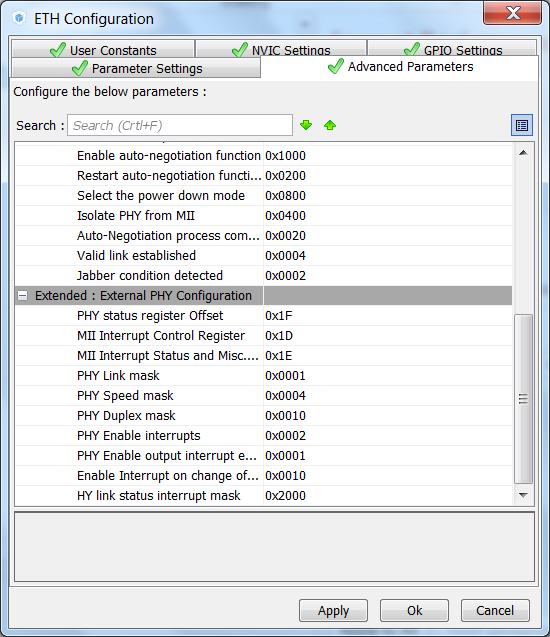 ETH Configuration
User Constants NVIC Settings GPIO Settings
Parameter Settings Advanced Parameters
Configure the below parameters :
Search : Search (Crtl+F)
Enable auto-negotiation function 0x1000
Restart auto-negotiation functi... 0x0200
Select the power down mode 0x0800
Isolate PHY from MII 0x0400
Auto-Negotiation process com... 0x0020
Valid link established 0x0004
Jabber condition detected 0x0002
Extended : External PHY Configuration
PHY status register Offset 0x1F
MII Interrupt Control Register 0x1D
MII Interrupt Status and Misc.... 0x1E
PHY Link mask 0x0001
PHY Speed mask 0x0004
PHY Duplex mask 0x0010
PHY Enable interrupts 0x0002
PHY Enable output interrupt e... 0x0001
Enable Interrupt on change of... 0x0010
HY link status interrupt mask 0x2000
Apply Ok Cancel